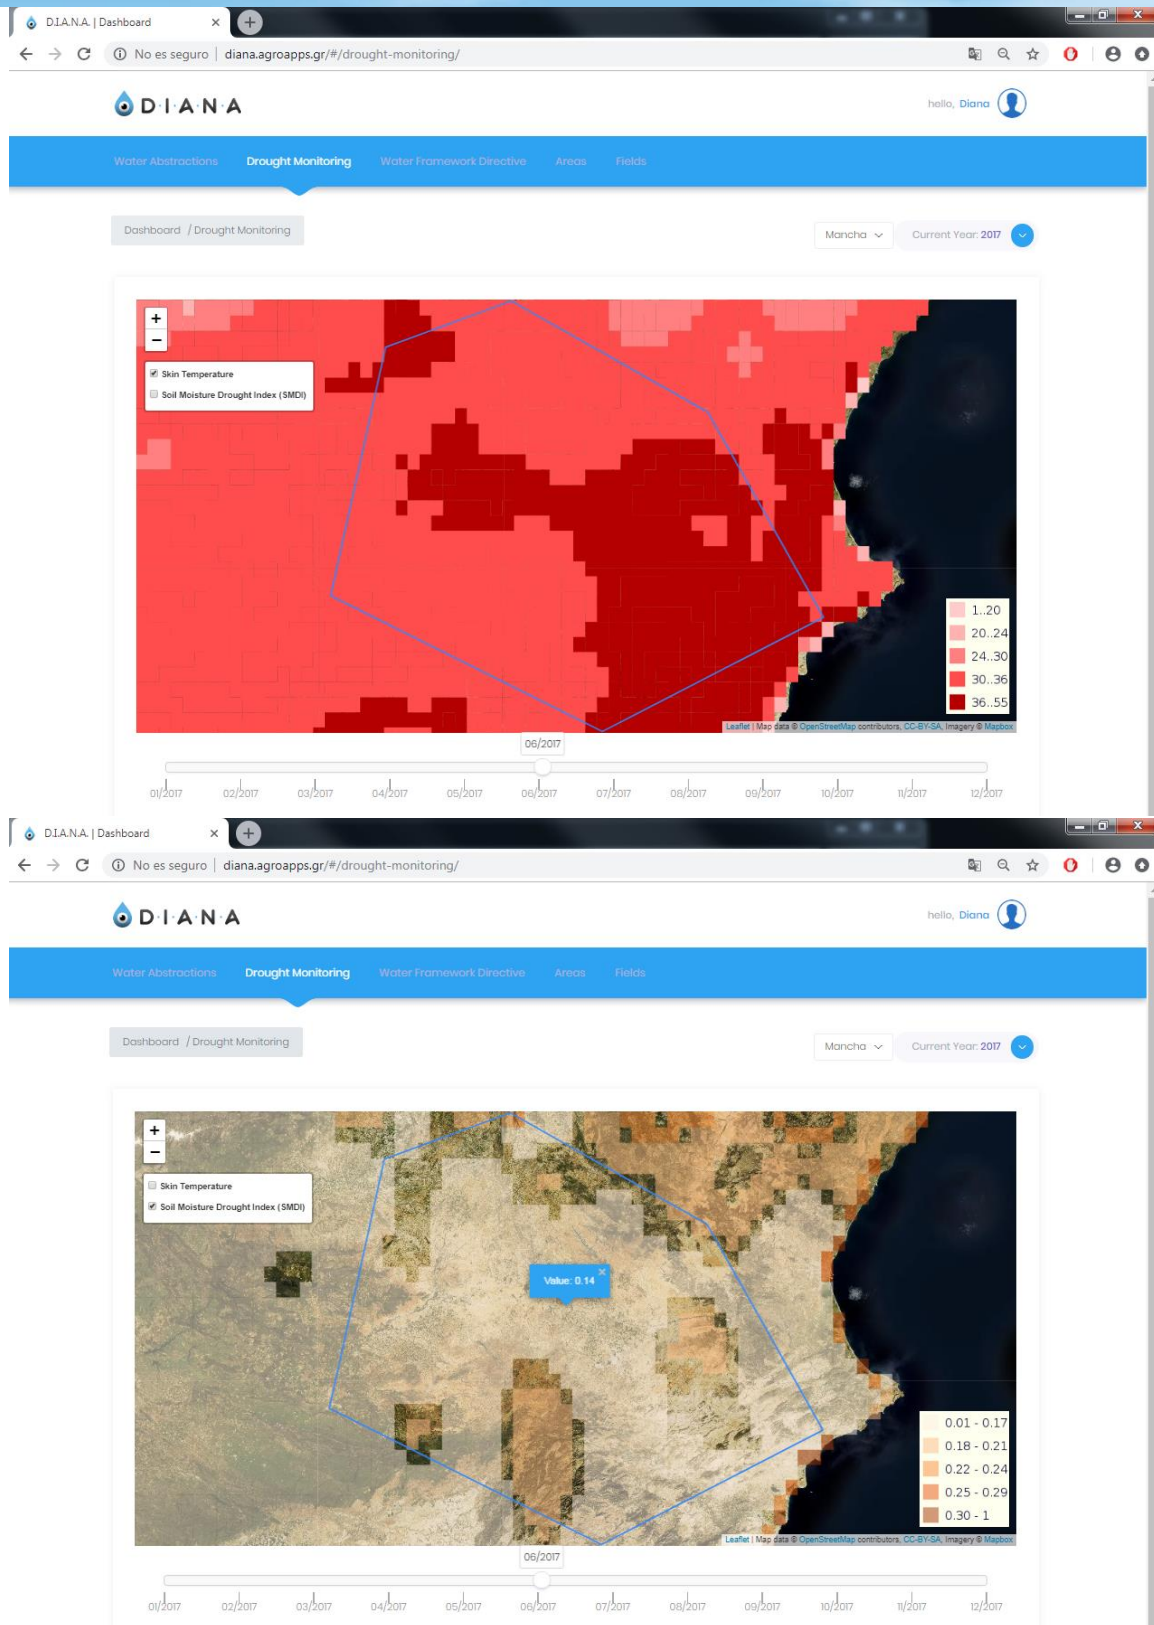 D.I.A.N.A. | Dashboard
No es seguro | diana.agroapps.gr/#/drought-monitoring/
D·I·A·N·A
hello, Diana
Water Abstractions Drought Monitoring Water Framework Directive Areas Fields
Dashboard / Drought Monitoring
Mancha
Current Year: 2017
+
−
Skin Temperature
Soil Moisture Drought Index (SMDI)
1..20
20..24
24..30
30..36
36..55
Leaflet | Map data © OpenStreetMap contributors, CC-BY-SA, Imagery © Mapbox
06/2017
01/2017 02/2017 03/2017 04/2017 05/2017 06/2017 07/2017 08/2017 09/2017 10/2017 11/2017 12/2017
D.I.A.N.A. | Dashboard
No es seguro | diana.agroapps.gr/#/drought-monitoring/
D·I·A·N·A
hello, Diana
Water Abstractions Drought Monitoring Water Framework Directive Areas Fields
Dashboard / Drought Monitoring
Mancha
Current Year: 2017
+
−
Skin Temperature
Soil Moisture Drought Index (SMDI)
Value: 0.14
0.01 - 0.17
0.18 - 0.21
0.22 - 0.24
0.25 - 0.29
0.30 - 1
Leaflet | Map data © OpenStreetMap contributors, CC-BY-SA, Imagery © Mapbox
06/2017
01/2017 02/2017 03/2017 04/2017 05/2017 06/2017 07/2017 08/2017 09/2017 10/2017 11/2017 12/2017